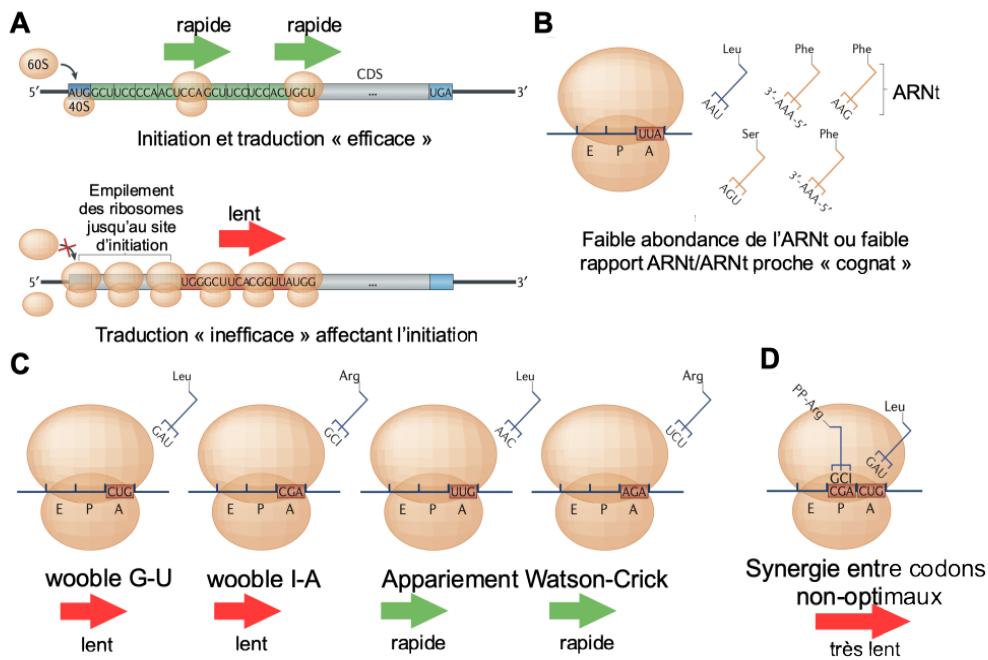 A
rapide
rapide
60S
CDS
5′
AUGGCUUCCCCAACUCCAGCUUCCUCCACUGCU
...
UGA
3′
40S
Initiation et traduction « efficace »
Empilement
des ribosomes
jusqu'au site
d'initiation
lent
5′
UGGGCUUCACGGUUAUGG
...
3′
Traduction « inefficace » affectant l'initiation
B
Leu
Phe
Phe
AAU
3′-AAA-5′
AAG
ARNt
UUA
E P A
Ser
Phe
AGU
3′-AAA-5′
Faible abondance de l'ARNt ou faible
rapport ARNt/ARNt proche « cognat »
C
Leu
GAU
CUG
E P A
wooble G-U
lent
Arg
GCI
CGA
E P A
wooble I-A
lent
Leu
AAC
UUG
E P A
Arg
UCU
AGA
E P A
Appariement Watson-Crick
rapide
rapide
D
PP-Arg
Leu
GAU
GCI
CGA CUG
E P A
Synergie entre codons
non-optimaux
très lent